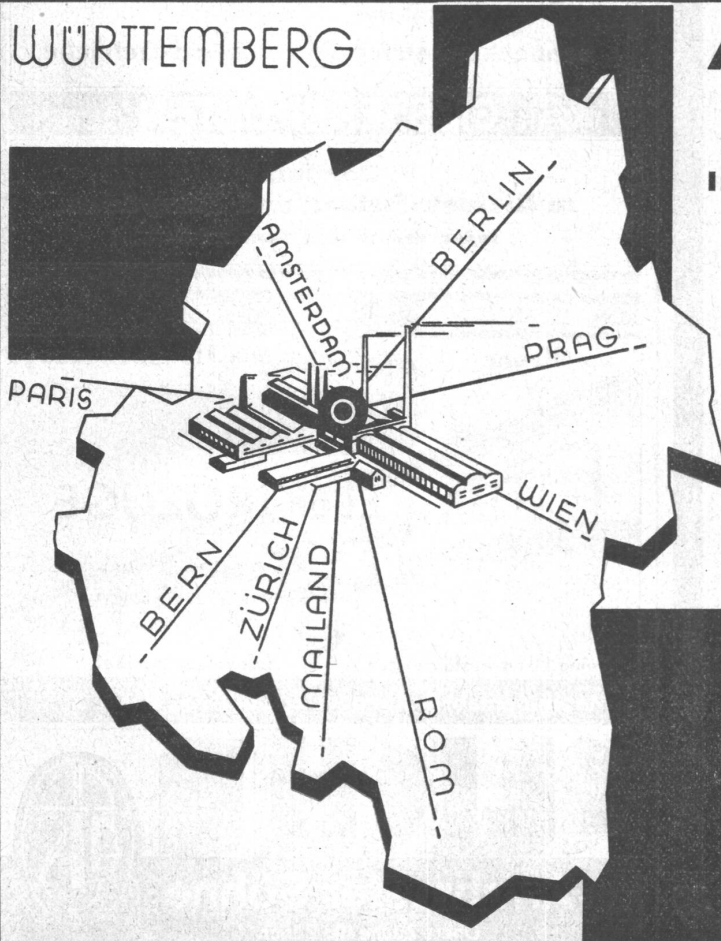 WÜRTTEMBERG
AMSTERDAM
BERLIN
PRAG
PARIS
WIEN
BERN
ZÜRICH
MAILAND
ROM